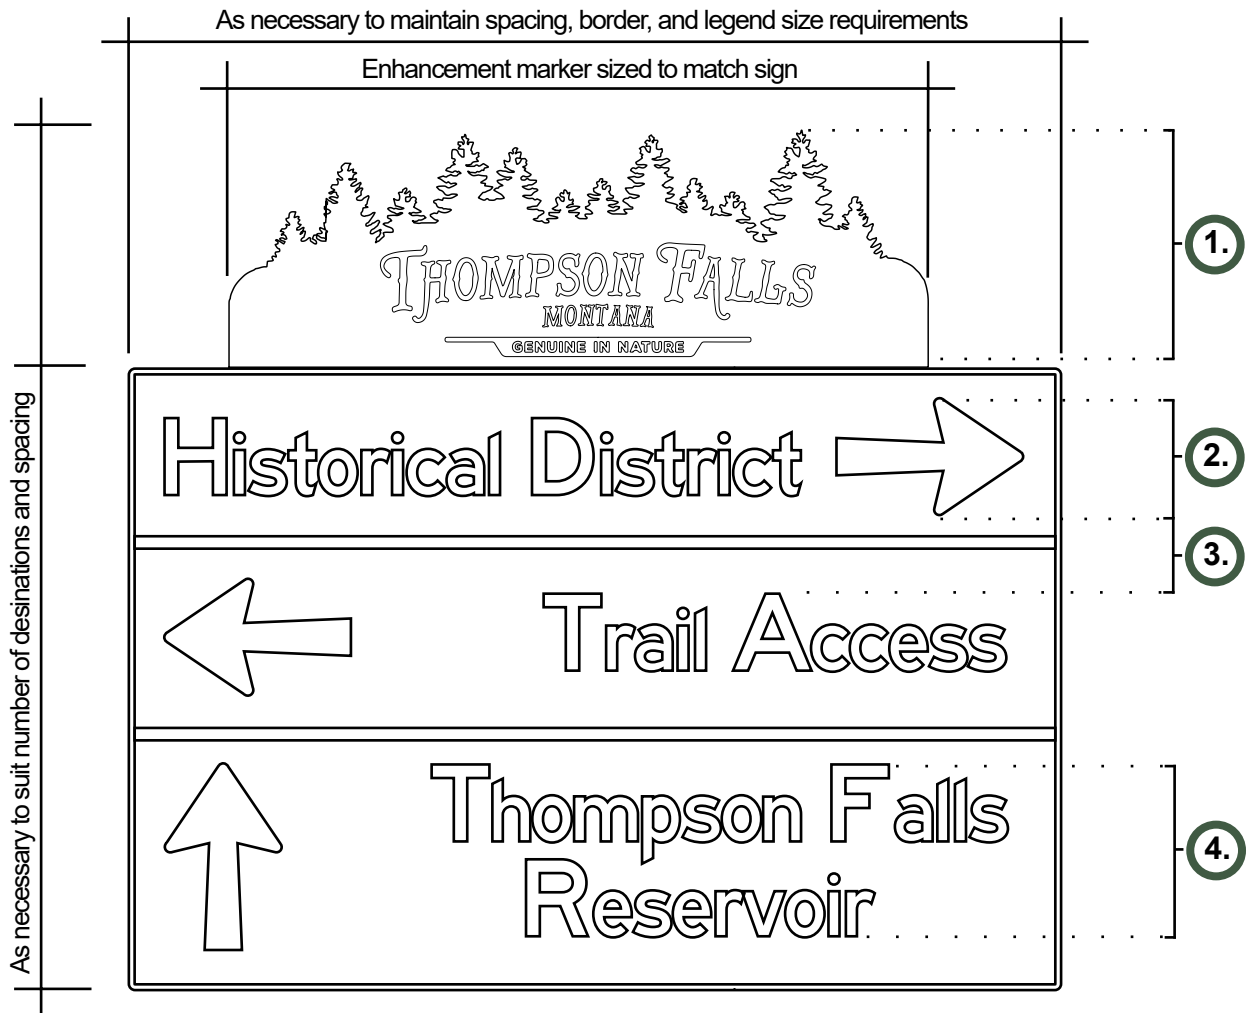 As necessary to maintain spacing, border, and legend size requirements
Enhancement marker sized to match sign
THOMPSON FALLS
MONTANA
GENUINE IN NATURE
1.
As necessary to suit number of desinations and spacing
Historical District
2.
3.
Trail Access
Thompson Falls
Reservoir
4.